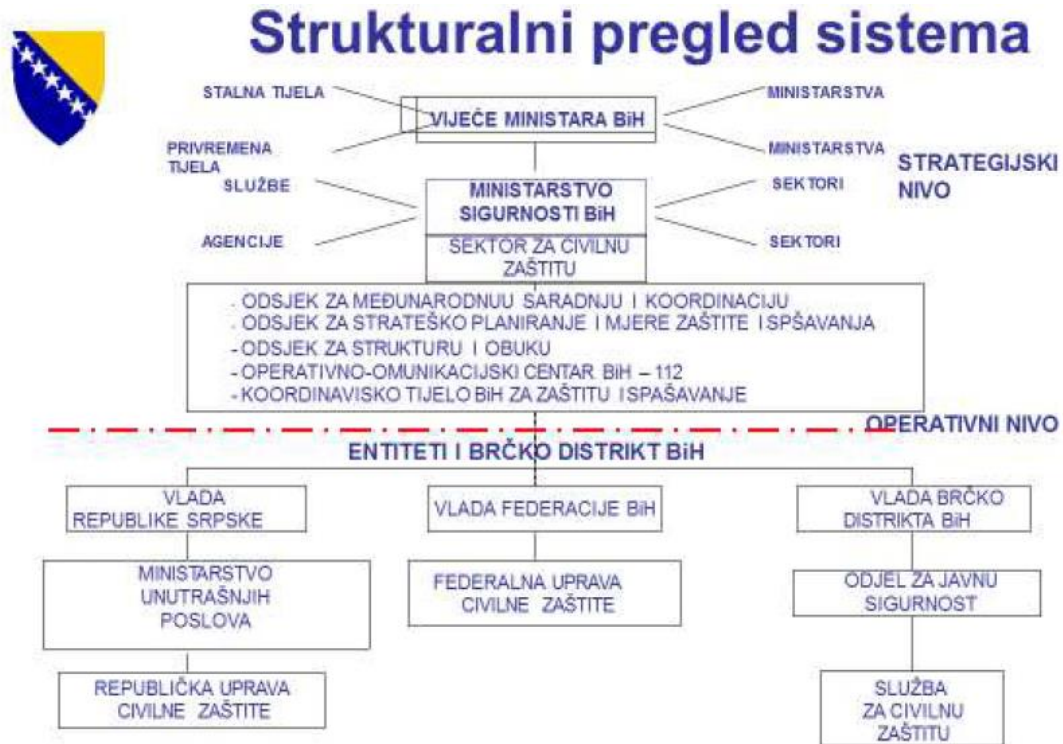 Strukturalni pregled sistema
STALNA TIJELA
VIJEČE MINISTARA BiH
MINISTARSTVA
PRIVREMENA
TIJELA
MINISTARSTVA
STRATEGIJSKI
NIVO
SLUŽBE
MINISTARSTVO
SIGURNOSTI BiH
SEKTORI
AGENCIJE
SEKTORI
SEKTOR ZA CIVILNU
ZAŠTITU
. ODSJEK ZA MEĐUNARODNUU SARADNJU I KOORDINACIJU
. ODSJEK ZA STRATEŠKO PLANIRANJE I MJERE ZAŠTITE I SPŠAVANJA
- ODSJEK ZA STRUKTURU I OBUKU
- OPERATIVNO-OMUNIKACIJSKI CENTAR BiH – 112
- KOORDINAVISKO TIJELO BiH ZA ZAŠTITU I SPAŠAVANJE
OPERATIVNI NIVO
ENTITETI I BRČKO DISTRIKT BiH
VLADA
REPUBLIKE SRPSKE
VLADA FEDERACIJE BiH
VLADA BRČKO
DISTRIKTA BiH
MINISTARSTVO
UNUTRAŠNJIH
POSLOVA
FEDERALNA UPRAVA
CIVILNE ZAŠTITE
ODJEL ZA JAVNU
SIGURNOST
REPUBLIČKA UPRAVA
CIVILNE ZAŠTITE
SLUŽBA
ZA CIVILNU
ZAŠTITU